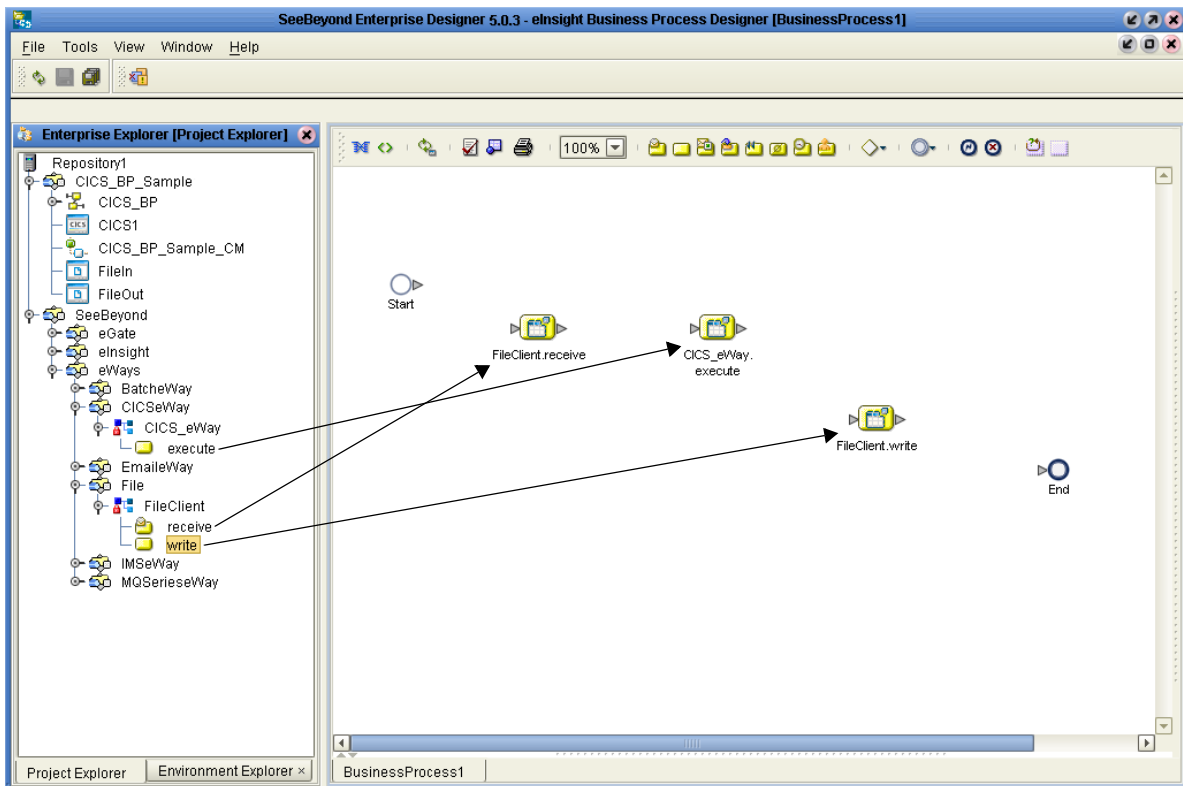 SeeBeyond Enterprise Designer 5.0.3 - eInsight Business Process Designer [BusinessProcess1]
File Tools View Window Help
Enterprise Explorer [Project Explorer]
Repository1
CICS_BP_Sample
CICS_BP
CICS
CICS1
CICS_BP_Sample_CM
FileIn
FileOut
SeeBeyond
eGate
eInsight
eWays
BatcheWay
CICSeWay
CICS_eWay
execute
EmaileWay
File
FileClient
receive
write
IMSeWay
MQSerieseWay
Project Explorer
Environment Explorer ×
100%
Start
FileClient.receive
CICS_eWay.
execute
FileClient.write
End
BusinessProcess1